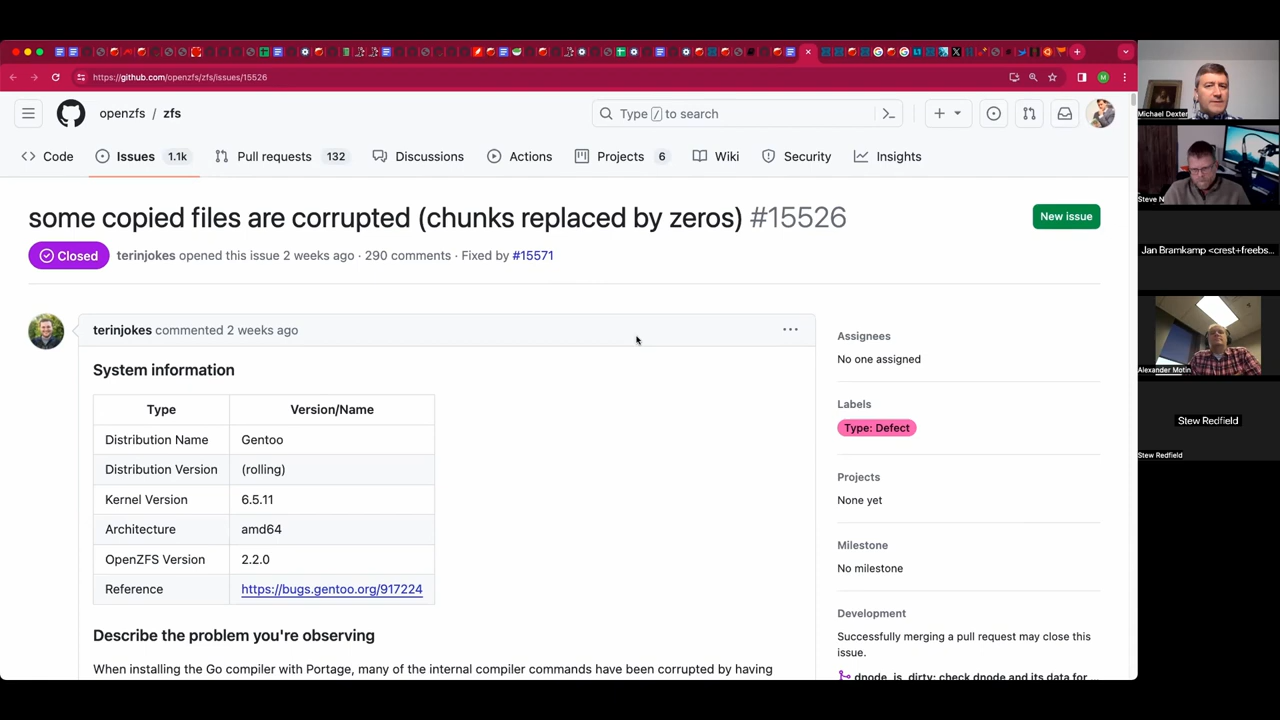 https://github.com/openzfs/zfs/issues/15526
M
openzfs / zfs
Type / to search
Code
Issues 1.1k
Pull requests 132
Discussions
Actions
Projects 6
Wiki
Security
Insights
some copied files are corrupted (chunks replaced by zeros) #15526
New issue
Closed
terinjokes opened this issue 2 weeks ago · 290 comments · Fixed by #15571
terinjokes commented 2 weeks ago
System information
Type Version/Name
Distribution Name Gentoo
Distribution Version (rolling)
Kernel Version 6.5.11
Architecture amd64
OpenZFS Version 2.2.0
Reference https://bugs.gentoo.org/917224
Describe the problem you're observing
When installing the Go compiler with Portage, many of the internal compiler commands have been corrupted by having
Assignees
No one assigned
Labels
Type: Defect
Projects
None yet
Milestone
No milestone
Development
Successfully merging a pull request may close this
issue.
dnode_is_dirty: check dnode and its data for ...
Michael Dexter
Steve N
Jan Bramkamp <crest+freebs...
Alexander Motin
Stew Redfield
Stew Redfield